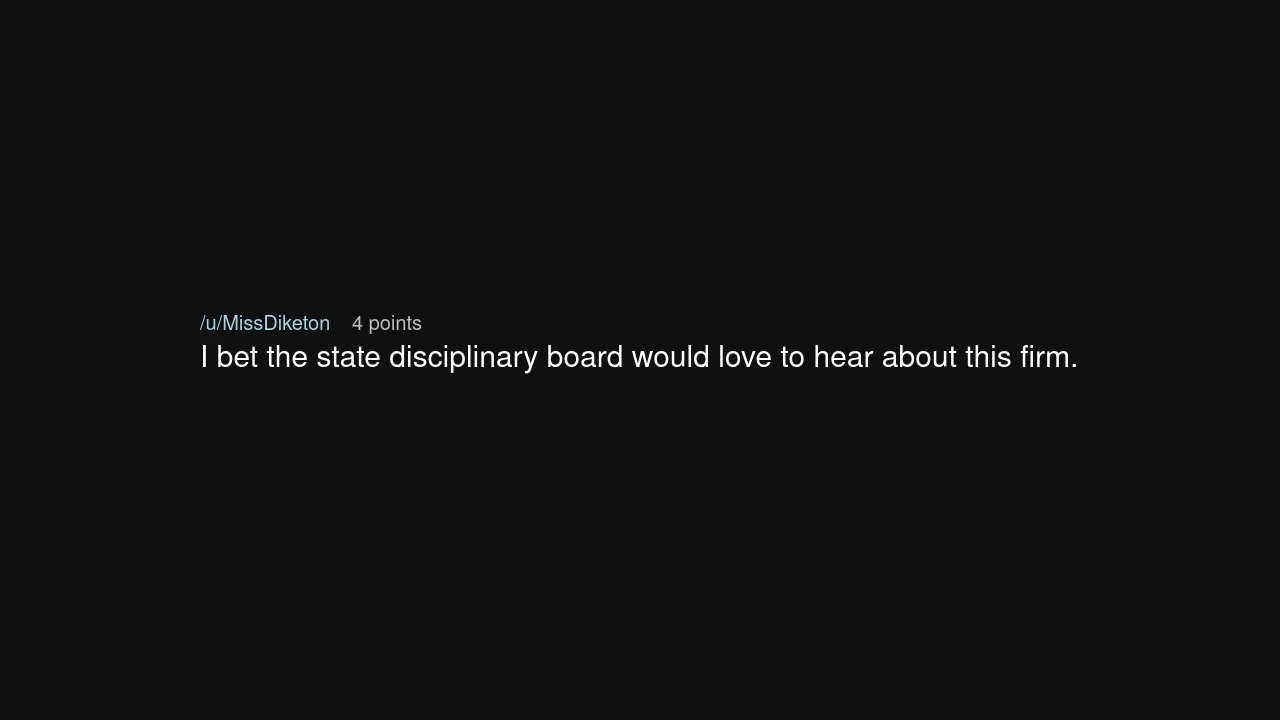 /u/MissDiketon 4 points
I bet the state disciplinary board would love to hear about this firm.